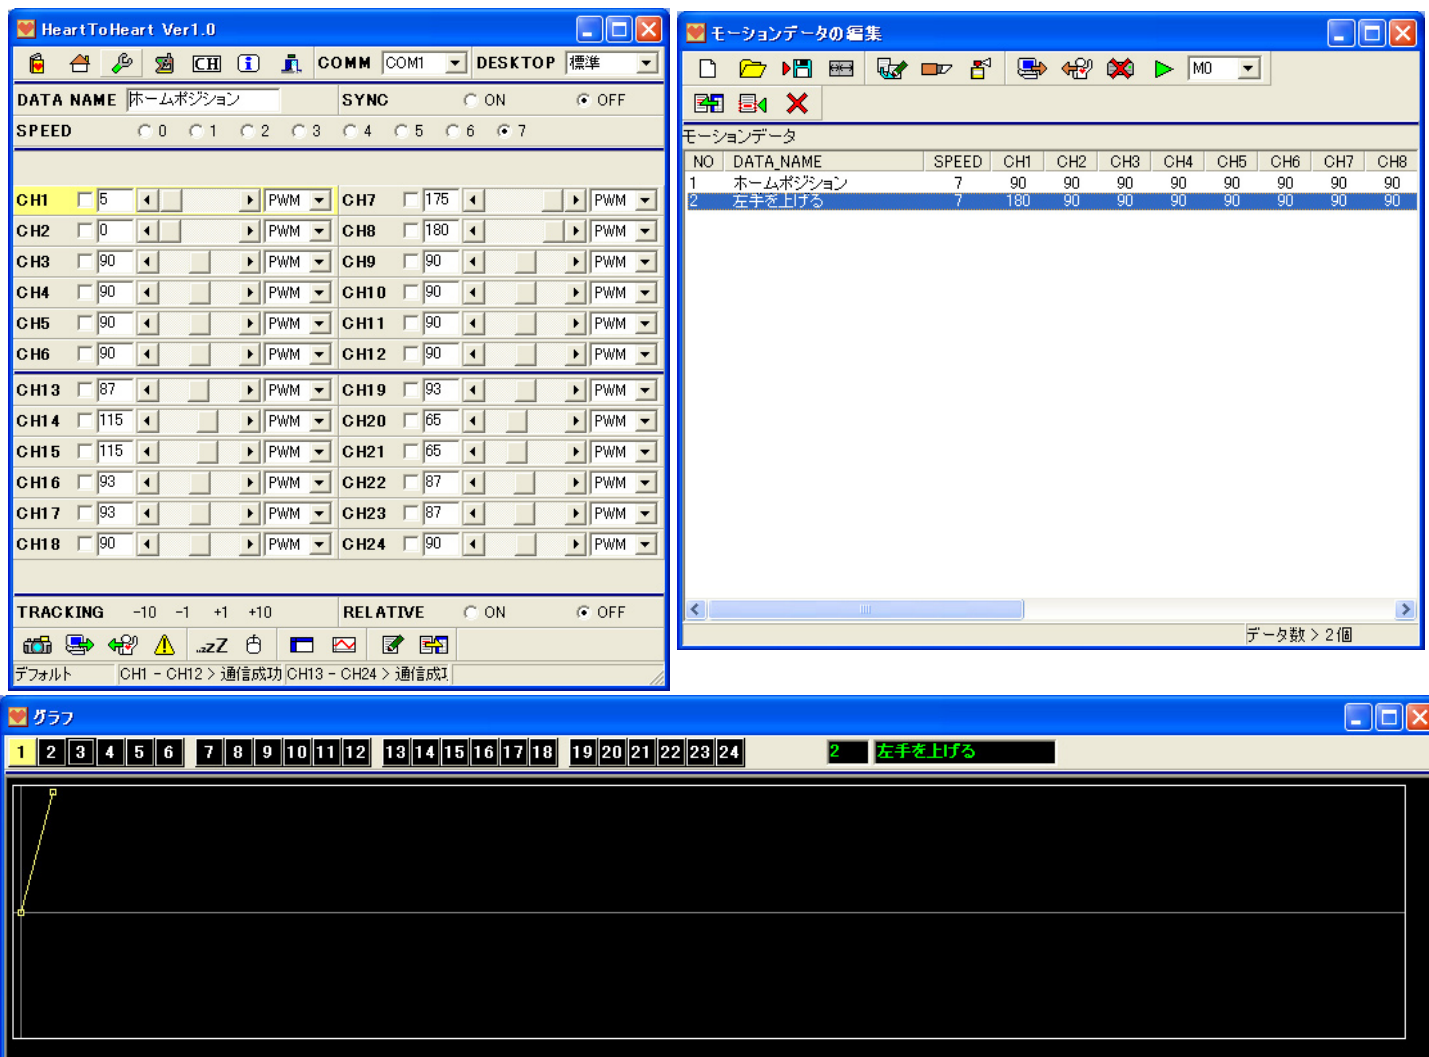 HeartToHeart Ver1.0
CH COMM COM1 DESKTOP 標準
DATA NAME ホームポジション SYNC ON OFF
SPEED 0 1 2 3 4 5 6 7
CH1 5 PWM CH7 175 PWM
CH2 0 PWM CH8 180 PWM
CH3 90 PWM CH9 90 PWM
CH4 90 PWM CH10 90 PWM
CH5 90 PWM CH11 90 PWM
CH6 90 PWM CH12 90 PWM
CH13 87 PWM CH19 93 PWM
CH14 115 PWM CH20 65 PWM
CH15 115 PWM CH21 65 PWM
CH16 93 PWM CH22 87 PWM
CH17 93 PWM CH23 87 PWM
CH18 90 PWM CH24 90 PWM
TRACKING -10 -1 +1 +10 RELATIVE ON OFF
..zzZ
デフォルト CH1 - CH12 > 通信成功 CH13 - CH24 > 通信成
モーションデータの編集
M0
モーションデータ
NO DATA_NAME SPEED CH1 CH2 CH3 CH4 CH5 CH6 CH7 CH8
1 ホームポジション 7 90 90 90 90 90 90 90 90
2 左手を上げる 7 180 90 90 90 90 90 90 90
データ数 > 2個
グラフ
1 2 3 4 5 6 7 8 9 10 11 12 13 14 15 16 17 18 19 20 21 22 23 24 2 左手を上げる